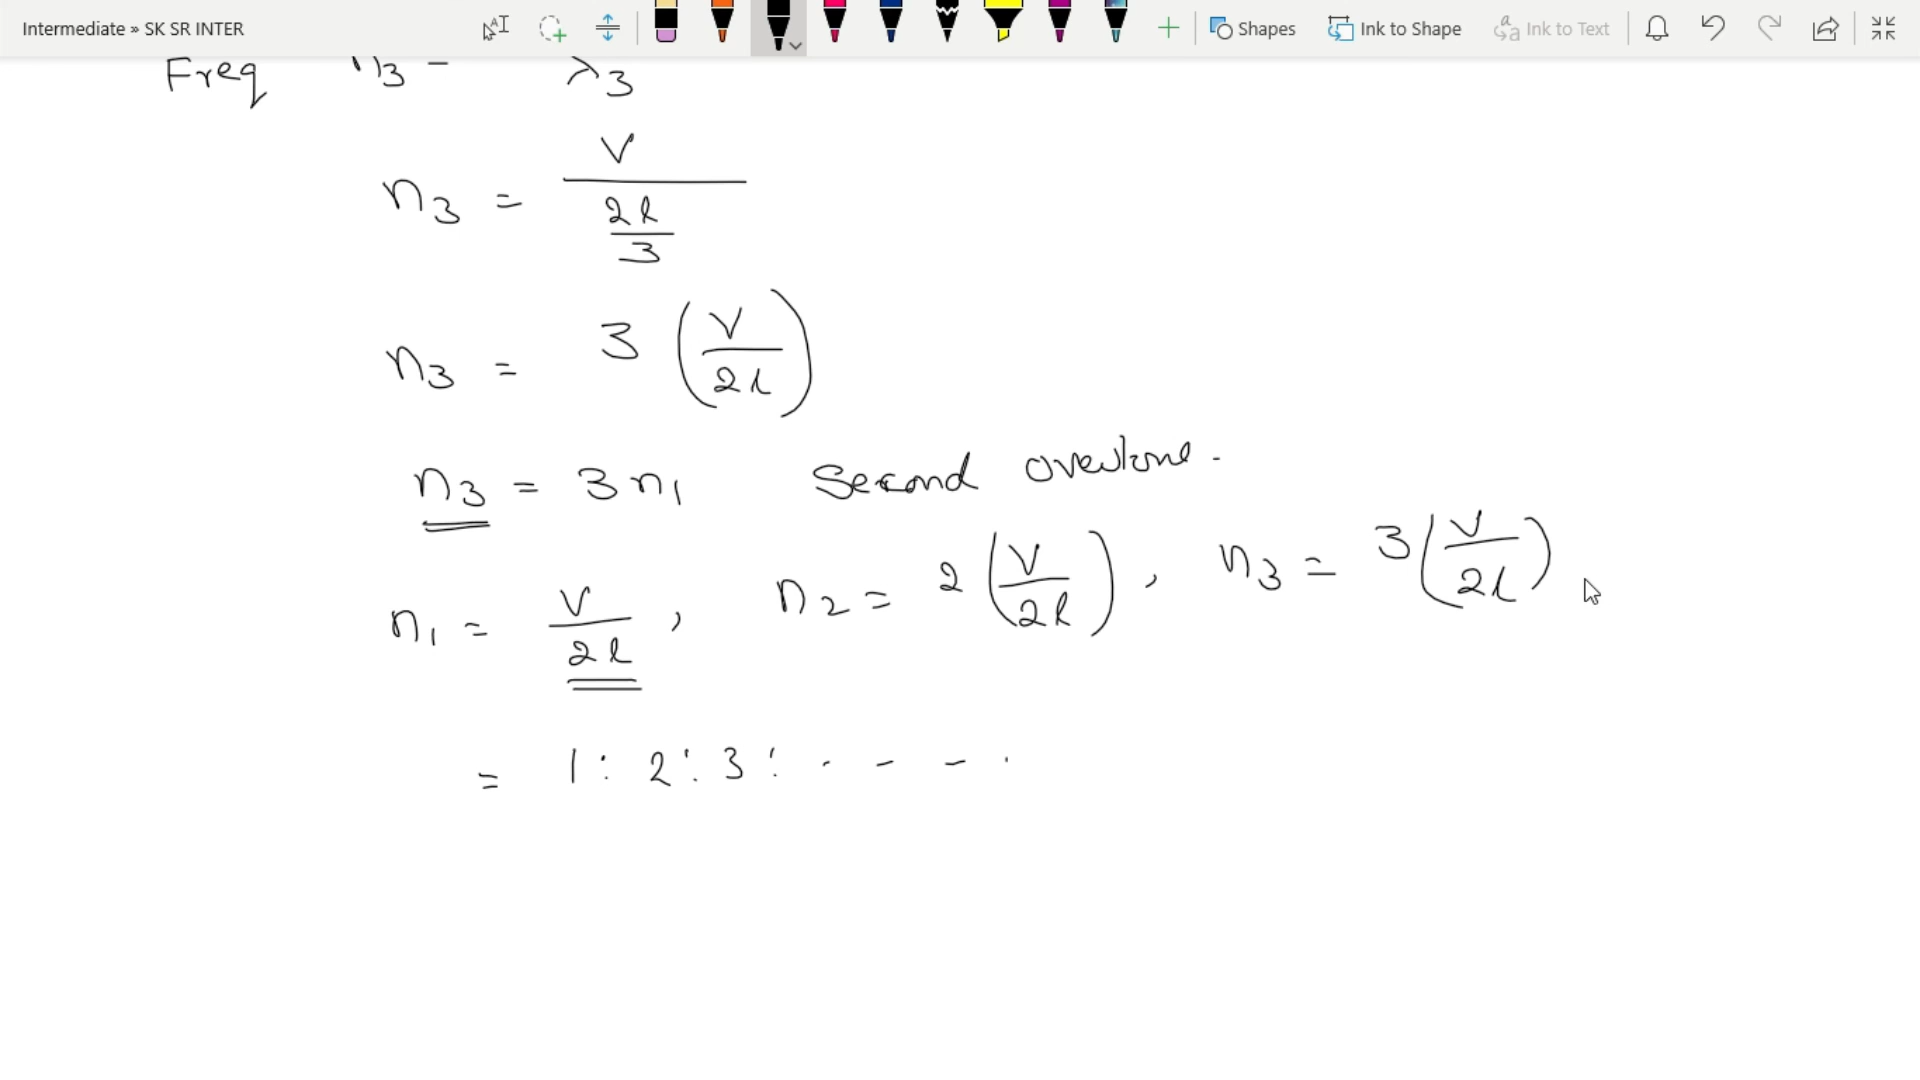 Intermediate » SK SR INTER
Shapes
Ink to Shape
Ink to Text
Freq n₃ = λ₃
n₃ = V / (2l/3)
n₃ = 3 (V/2l)
n₃ = 3n₁ Second overtone.
n₁ = V/2l , n₂ = 2 (V/2l) , n₃ = 3 (V/2l)
= 1 : 2 : 3 : . - - .